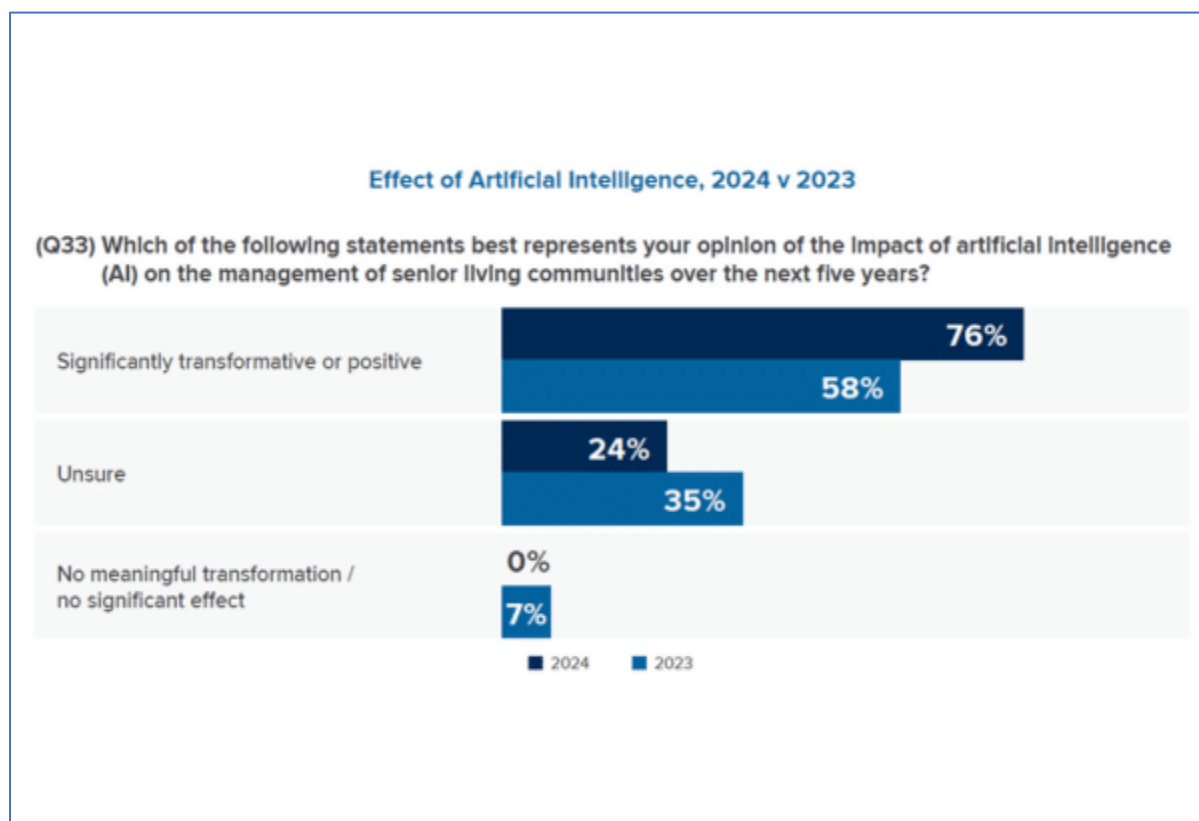 Effect of Artificial Intelligence, 2024 v 2023
(Q33) Which of the following statements best represents your opinion of the impact of artificial intelligence
(AI) on the management of senior living communities over the next five years?
Significantly transformative or positive
76%
58%
Unsure
24%
35%
No meaningful transformation /
no significant effect
0%
7%
2024 2023